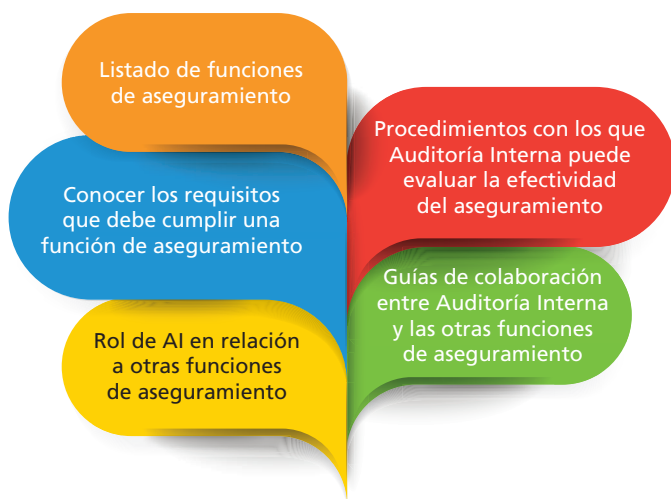 Listado de funciones
de aseguramiento
Conocer los requisitos
que debe cumplir una
función de aseguramiento
Rol de AI en relación
a otras funciones
de aseguramiento
Procedimientos con los que
Auditoría Interna puede
evaluar la efectividad
del aseguramiento
Guías de colaboración
entre Auditoría Interna
y las otras funciones
de aseguramiento